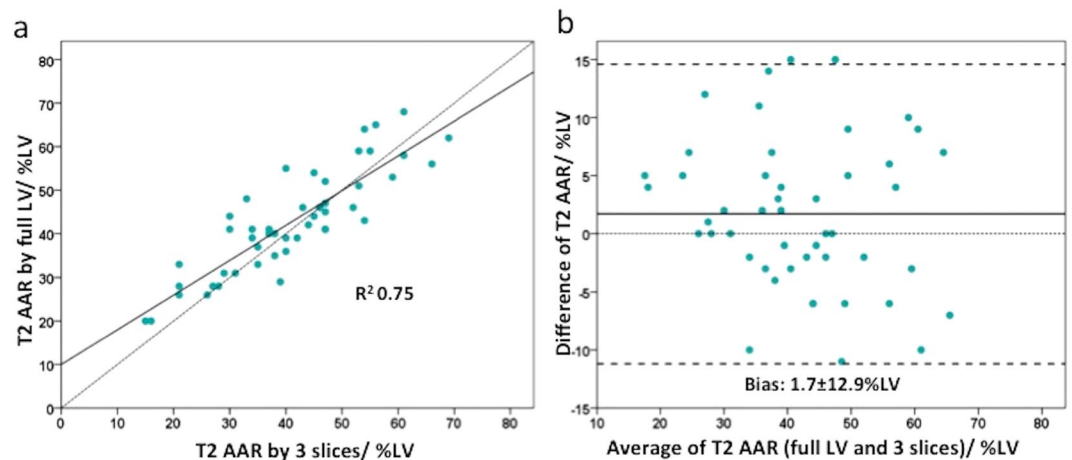 a
T2 AAR by full LV/ %LV
80
70
60
50
40
30
20
10
0
0 10 20 30 40 50 60 70 80
R² 0.75
T2 AAR by 3 slices/ %LV
b
Difference of T2 AAR/ %LV
15
10
5
0
-5
-10
-15
Bias: 1.7±12.9%LV
10 20 30 40 50 60 70 80
Average of T2 AAR (full LV and 3 slices)/ %LV